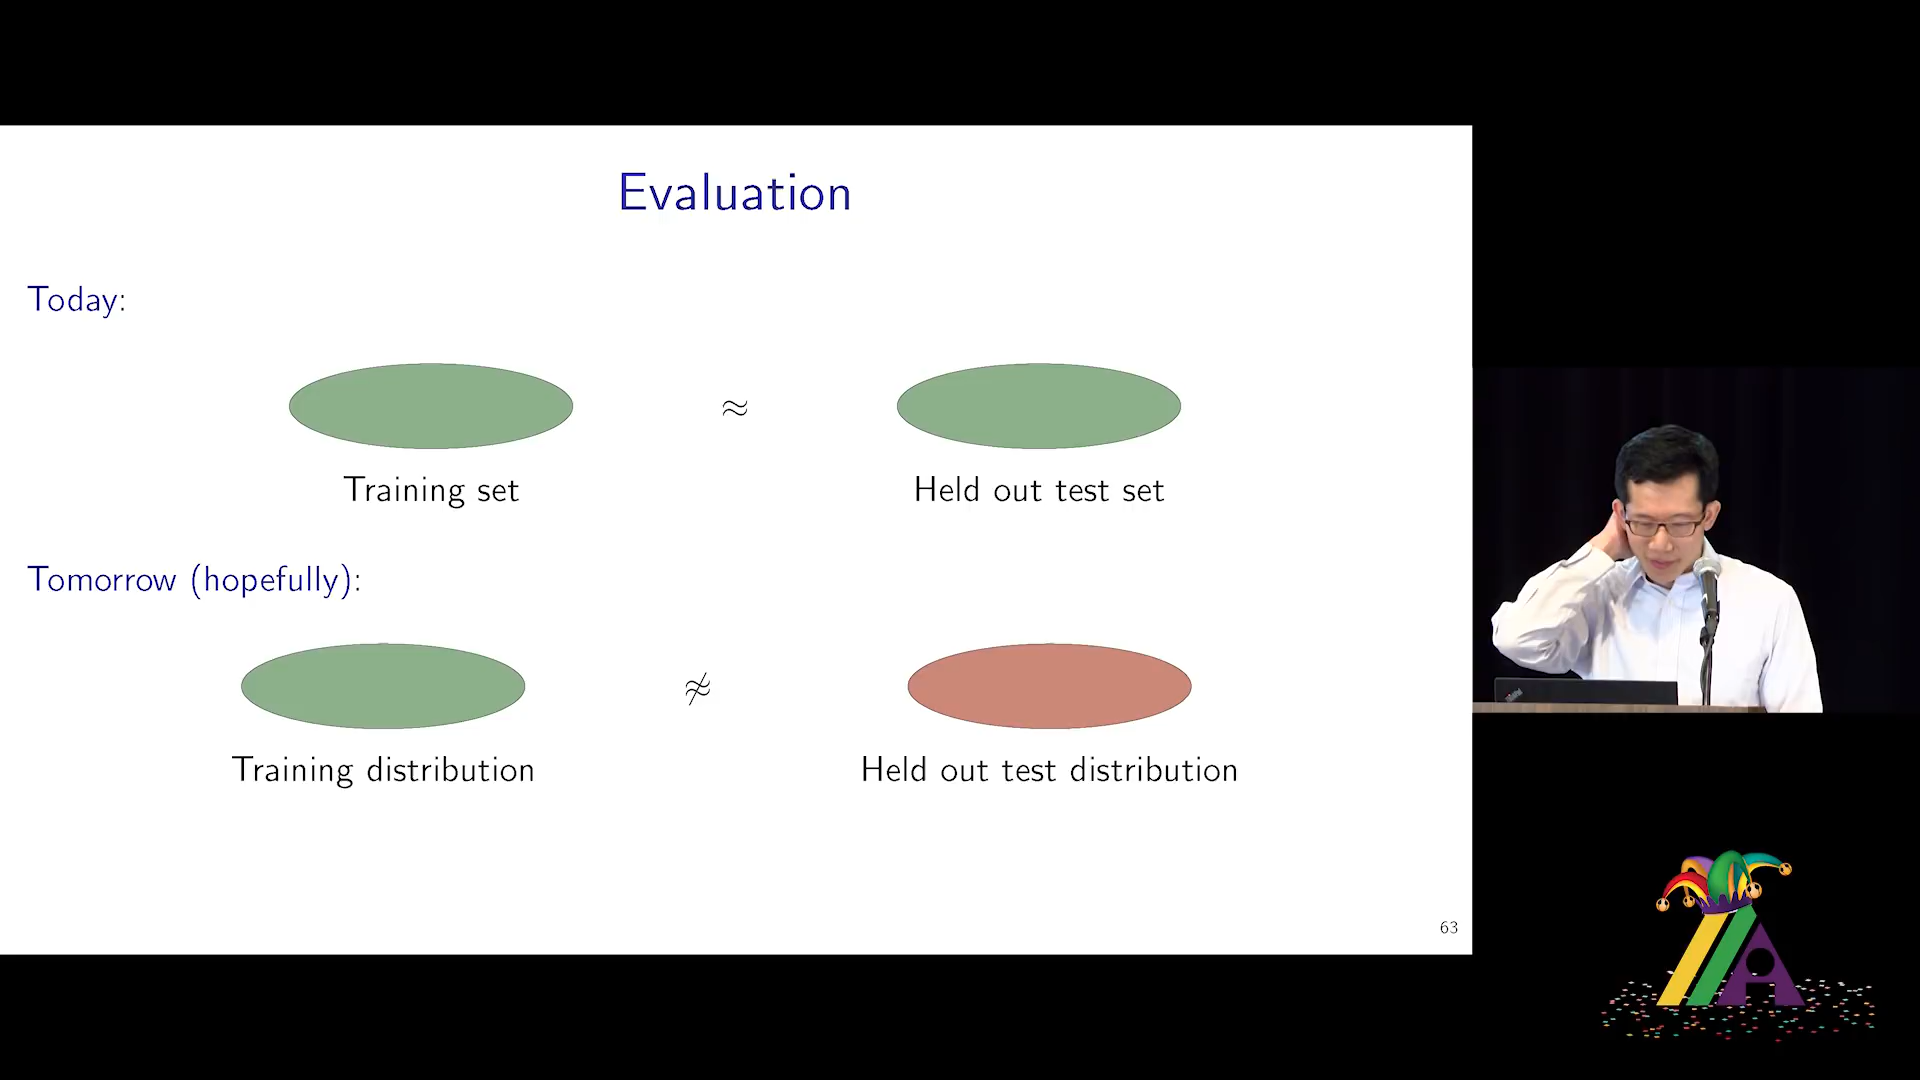 Evaluation
Today:
≈
Training set
Held out test set
Tomorrow (hopefully):
≉
Training distribution
Held out test distribution
63